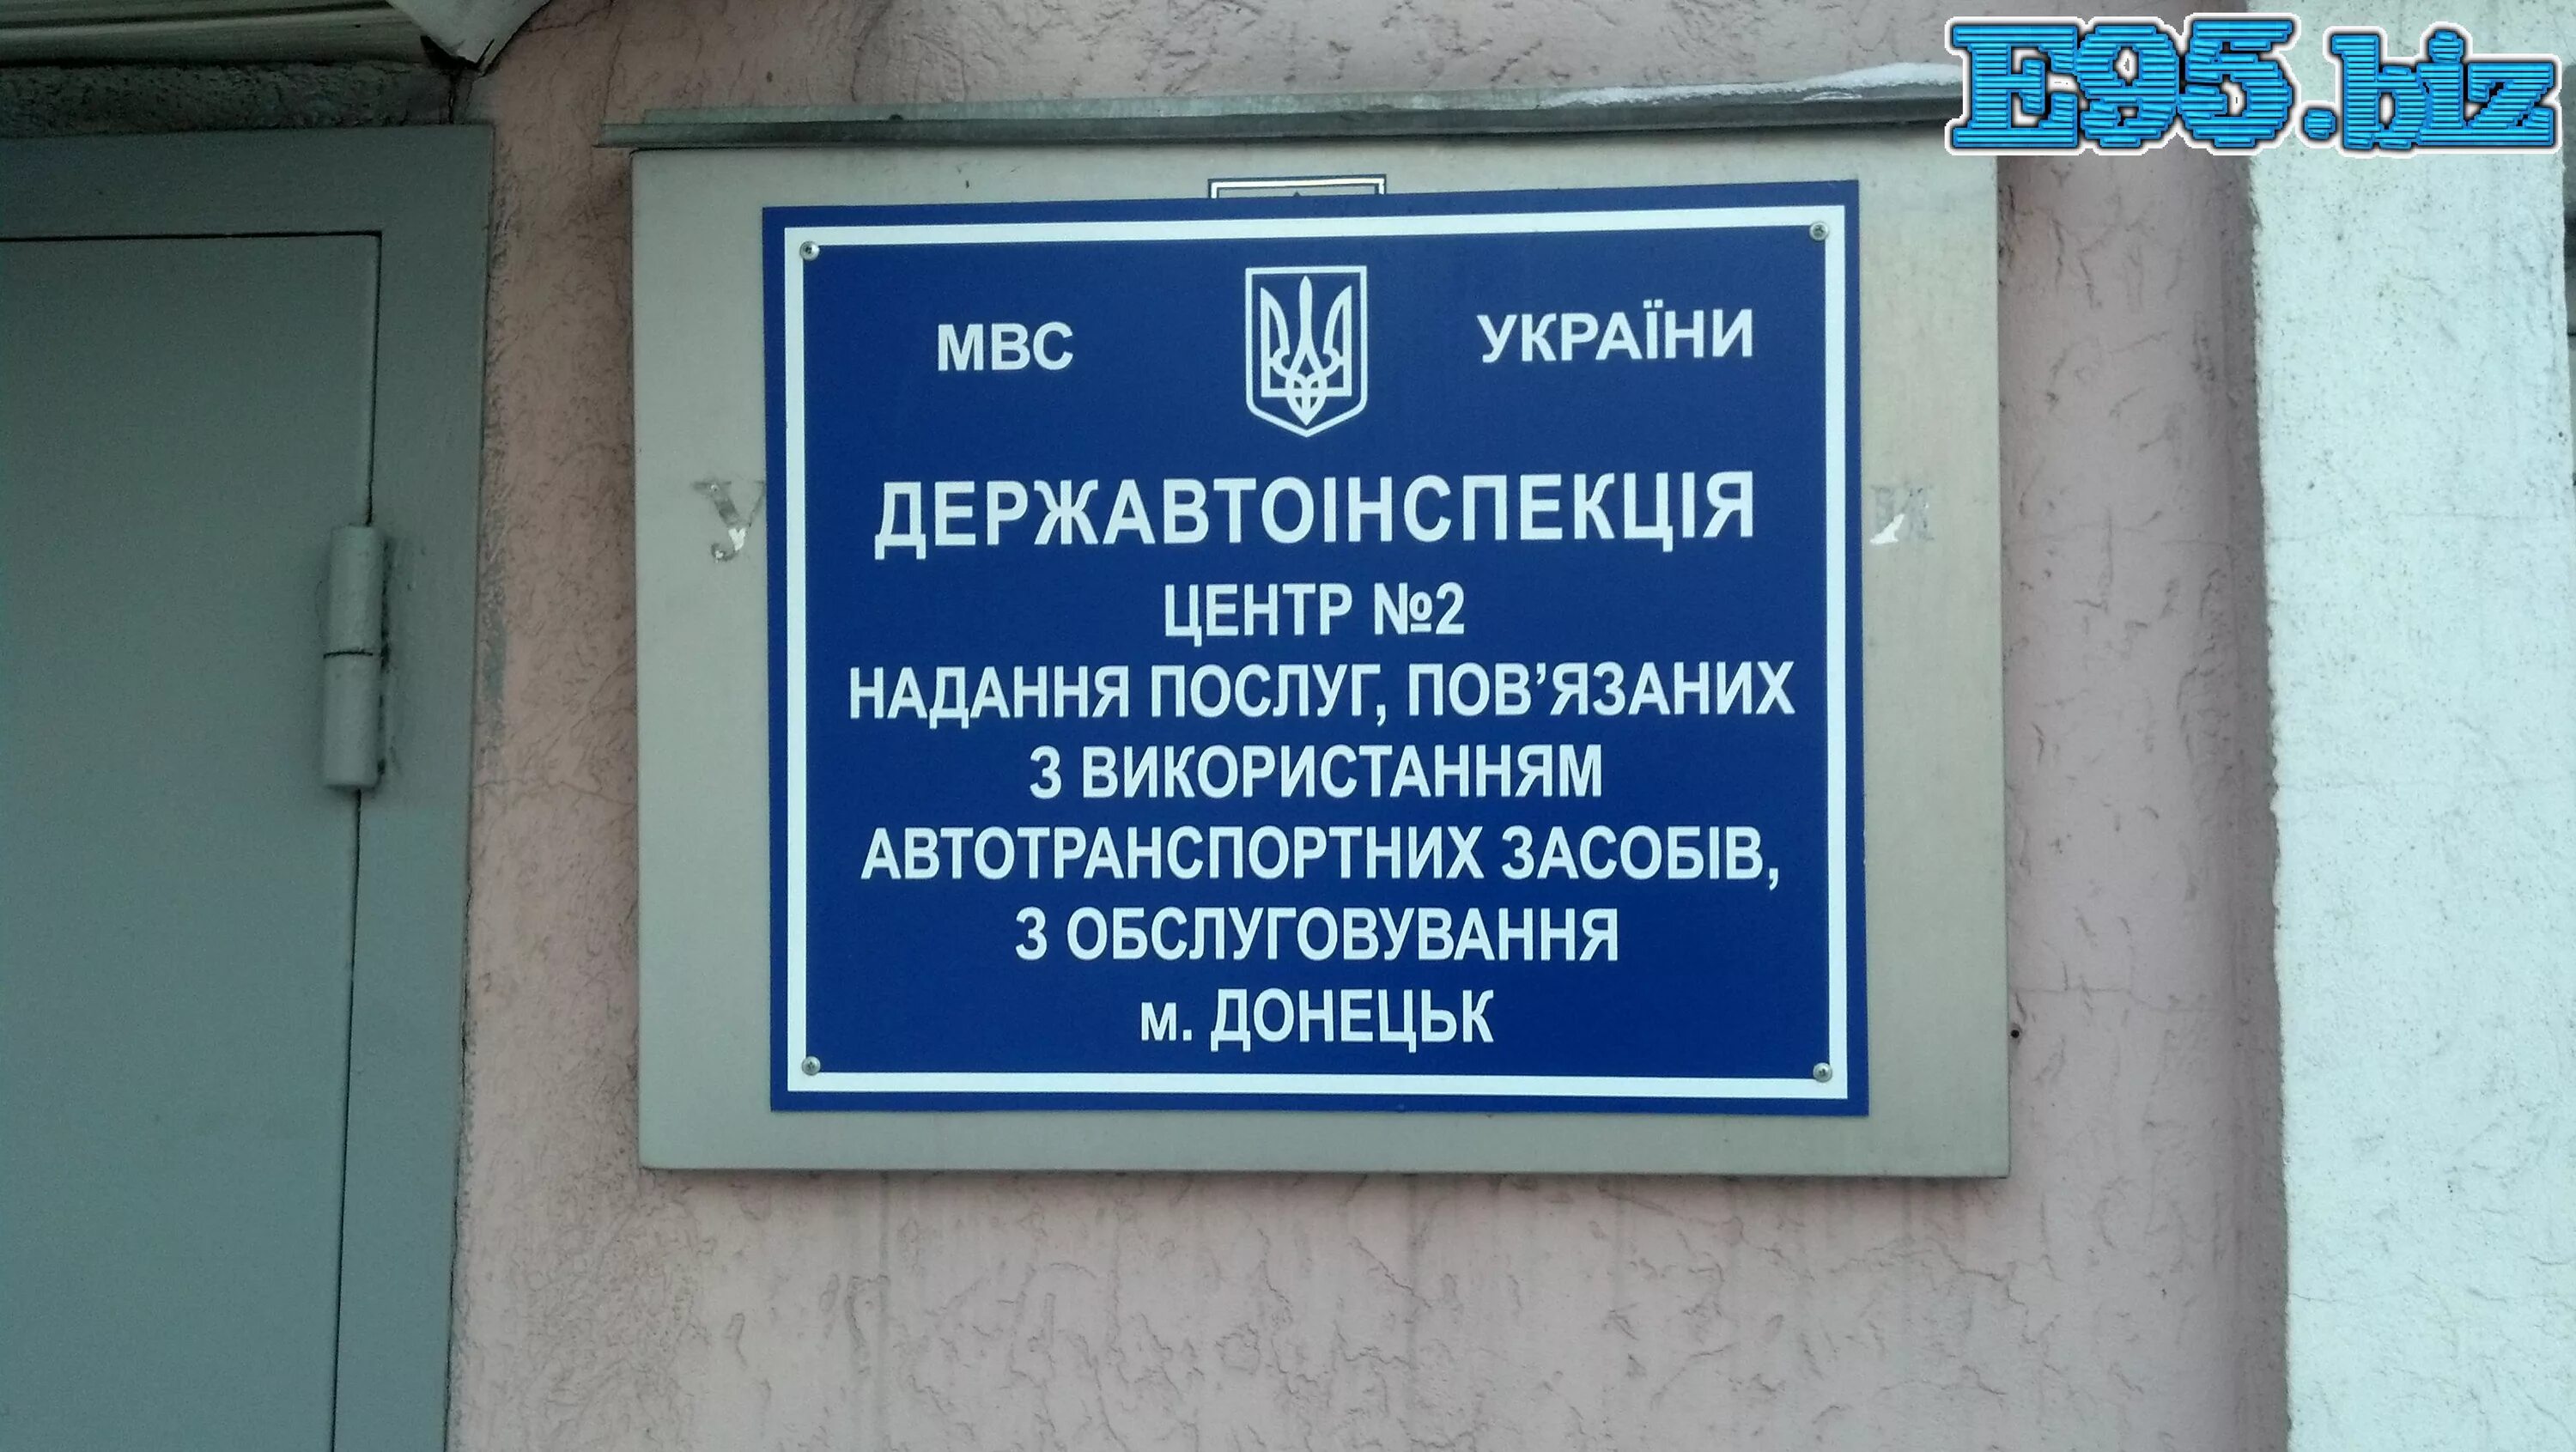 E95.biz
МВС УКРАЇНИ
ДЕРЖАВТОІНСПЕКЦІЯ
ЦЕНТР №2
НАДАННЯ ПОСЛУГ, ПОВ’ЯЗАНИХ
З ВИКОРИСТАННЯМ
АВТОТРАНСПОРТНИХ ЗАСОБІВ,
З ОБСЛУГОВУВАННЯ
м. ДОНЕЦЬК
У